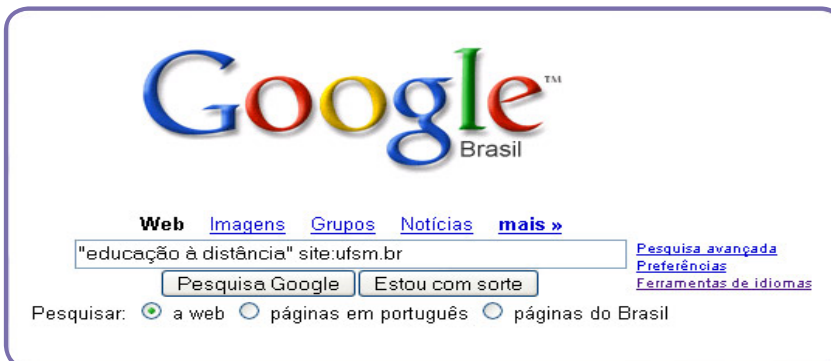 Google™
Brasil
Web Imagens Grupos Notícias mais »
"educação à distância" site:ufsm.br
Pesquisa avançada
Preferências
Ferramentas de idiomas
Pesquisa Google Estou com sorte
Pesquisar: a web páginas em português páginas do Brasil